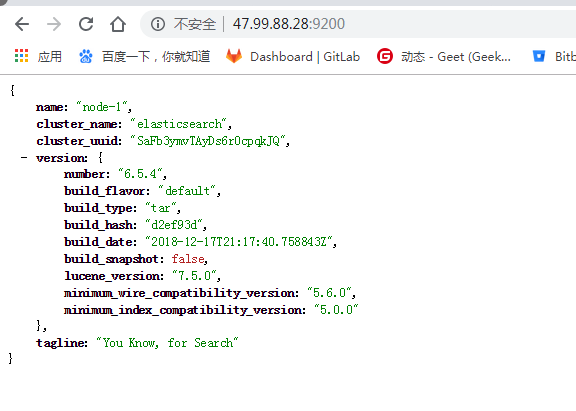 不安全 | 47.99.88.28:9200
应用 百度一下，你就知道 Dashboard | GitLab 动态 - Geet (Geek... Bitb
{
name: "node-1",
cluster_name: "elasticsearch",
cluster_uuid: "SaFb3ymvTAyDs6r0cpqkJQ",
- version: {
number: "6.5.4",
build_flavor: "default",
build_type: "tar",
build_hash: "d2ef93d",
build_date: "2018-12-17T21:17:40.758843Z",
build_snapshot: false,
lucene_version: "7.5.0",
minimum_wire_compatibility_version: "5.6.0",
minimum_index_compatibility_version: "5.0.0"
},
tagline: "You Know, for Search"
}